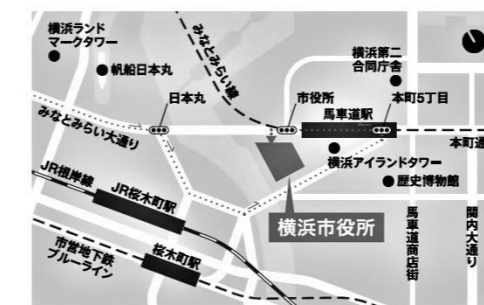 横浜ランド
マークタワー
帆船日本丸
みなとみらい線
横浜第二
合同庁舎
日本丸
市役所
馬車道駅
本町5丁目
みなとみらい大通り
本町通
横浜アイランドタワー
歴史博物館
JR根岸線
JR桜木町駅
横浜市役所
市営地下鉄
ブルーライン
桜木町駅
馬車道商店街
関内大通り